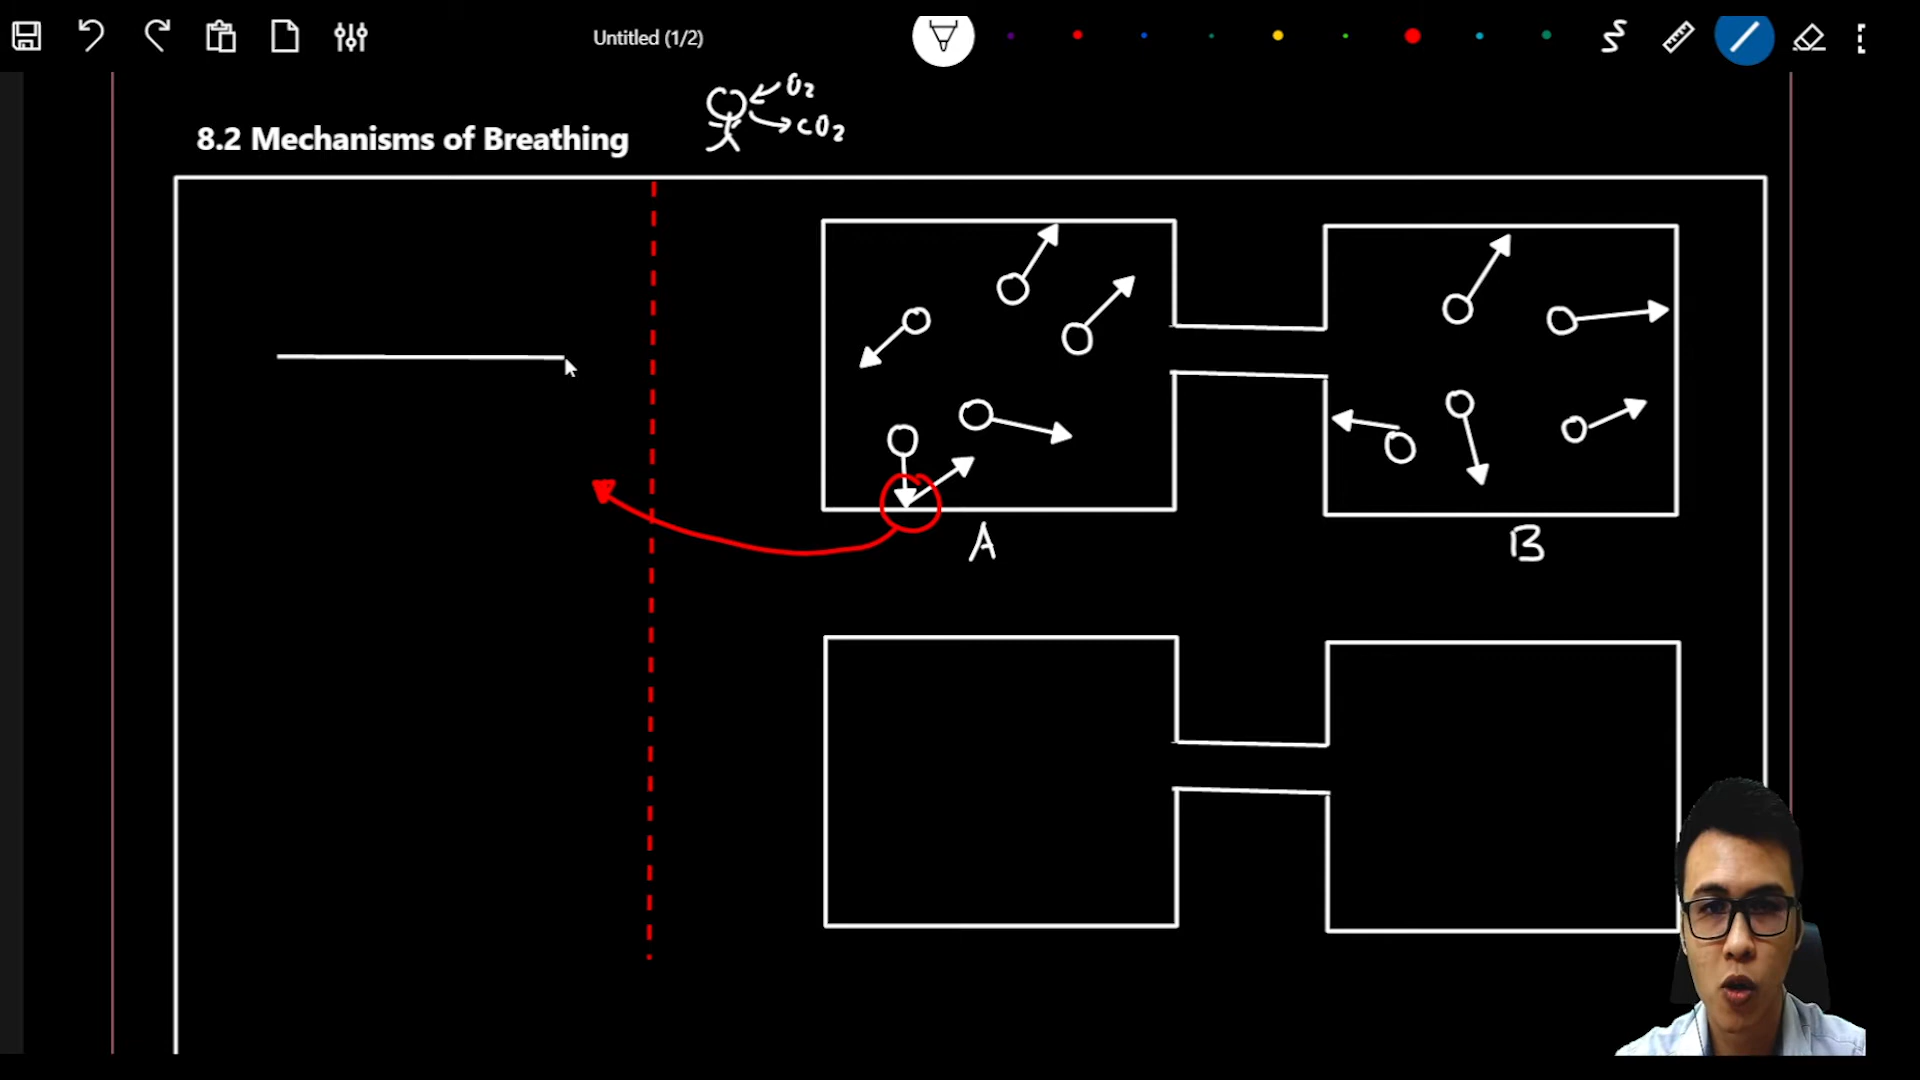 Untitled (1/2)
O2
CO2
8.2 Mechanisms of Breathing
A
B